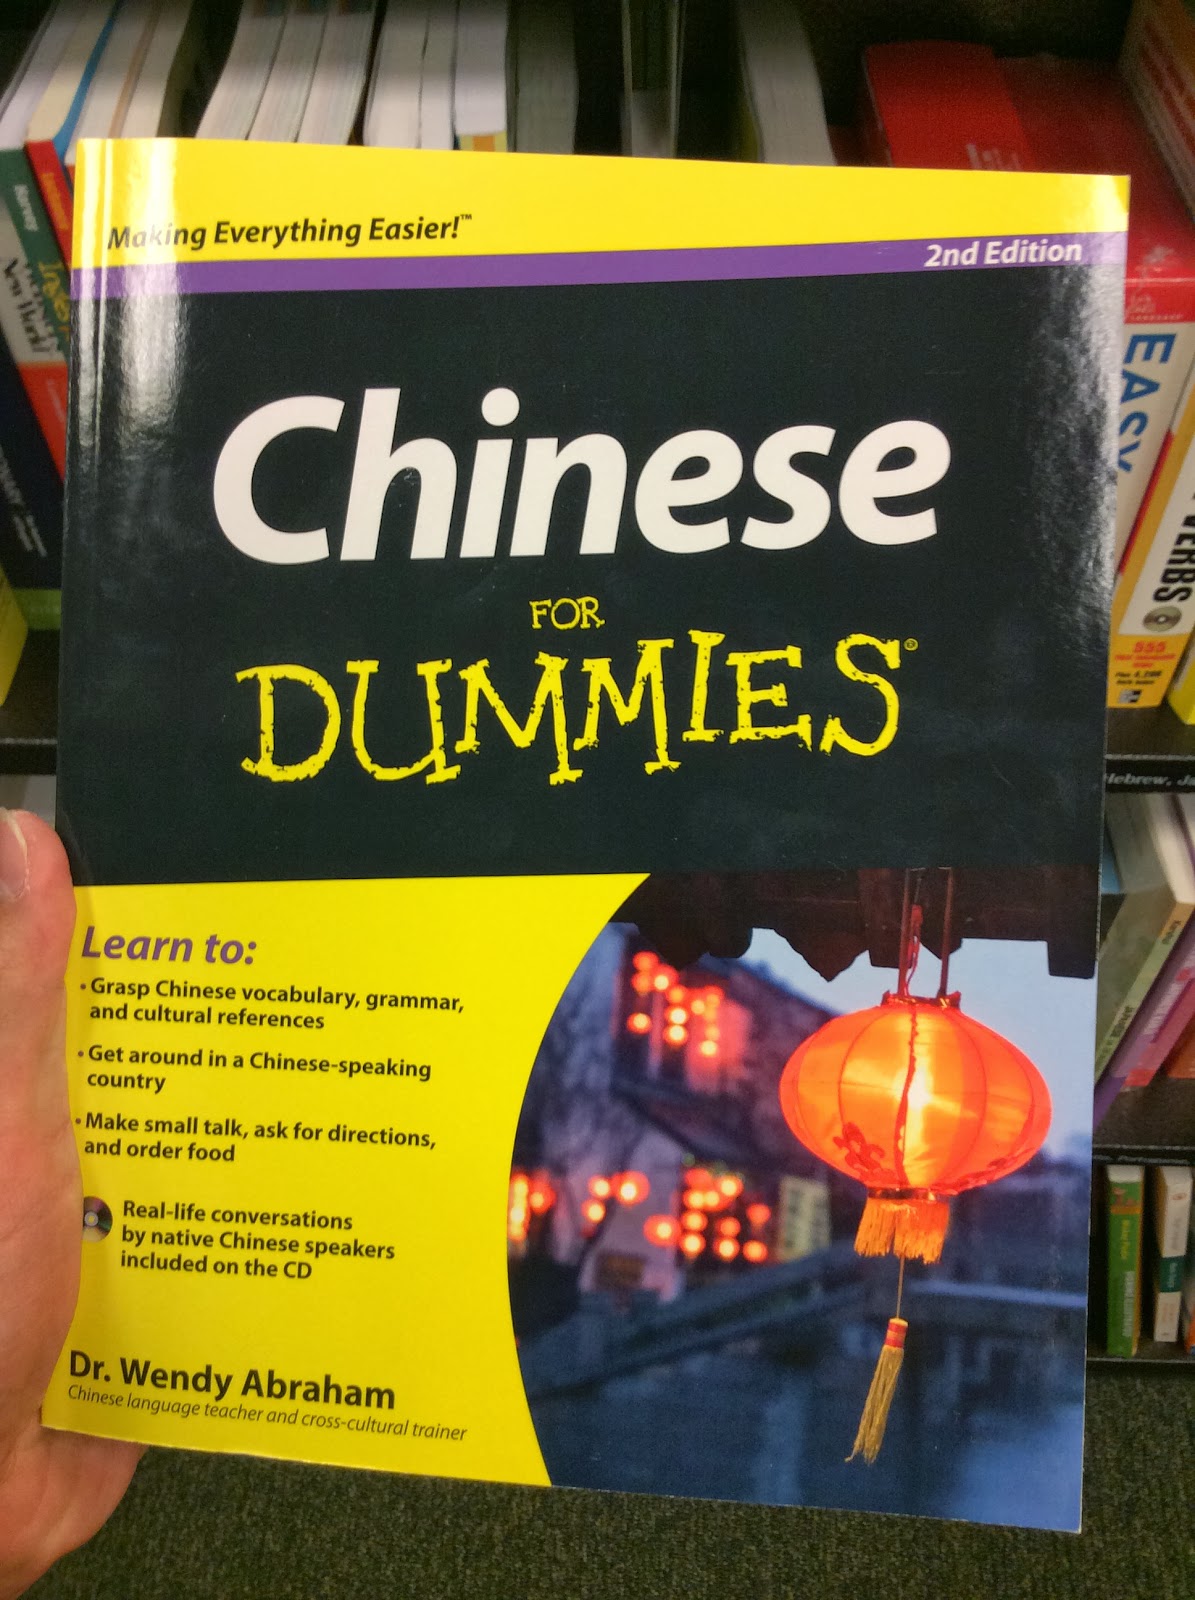 Making Everything Easier!™
2nd Edition
Chinese
FOR
DUMMIES®
Learn to:
• Grasp Chinese vocabulary, grammar,
and cultural references
• Get around in a Chinese-speaking
country
• Make small talk, ask for directions,
and order food
Real-life conversations
by native Chinese speakers
included on the CD
Dr. Wendy Abraham
Chinese language teacher and cross-cultural trainer
EASY
555
Hebrew,